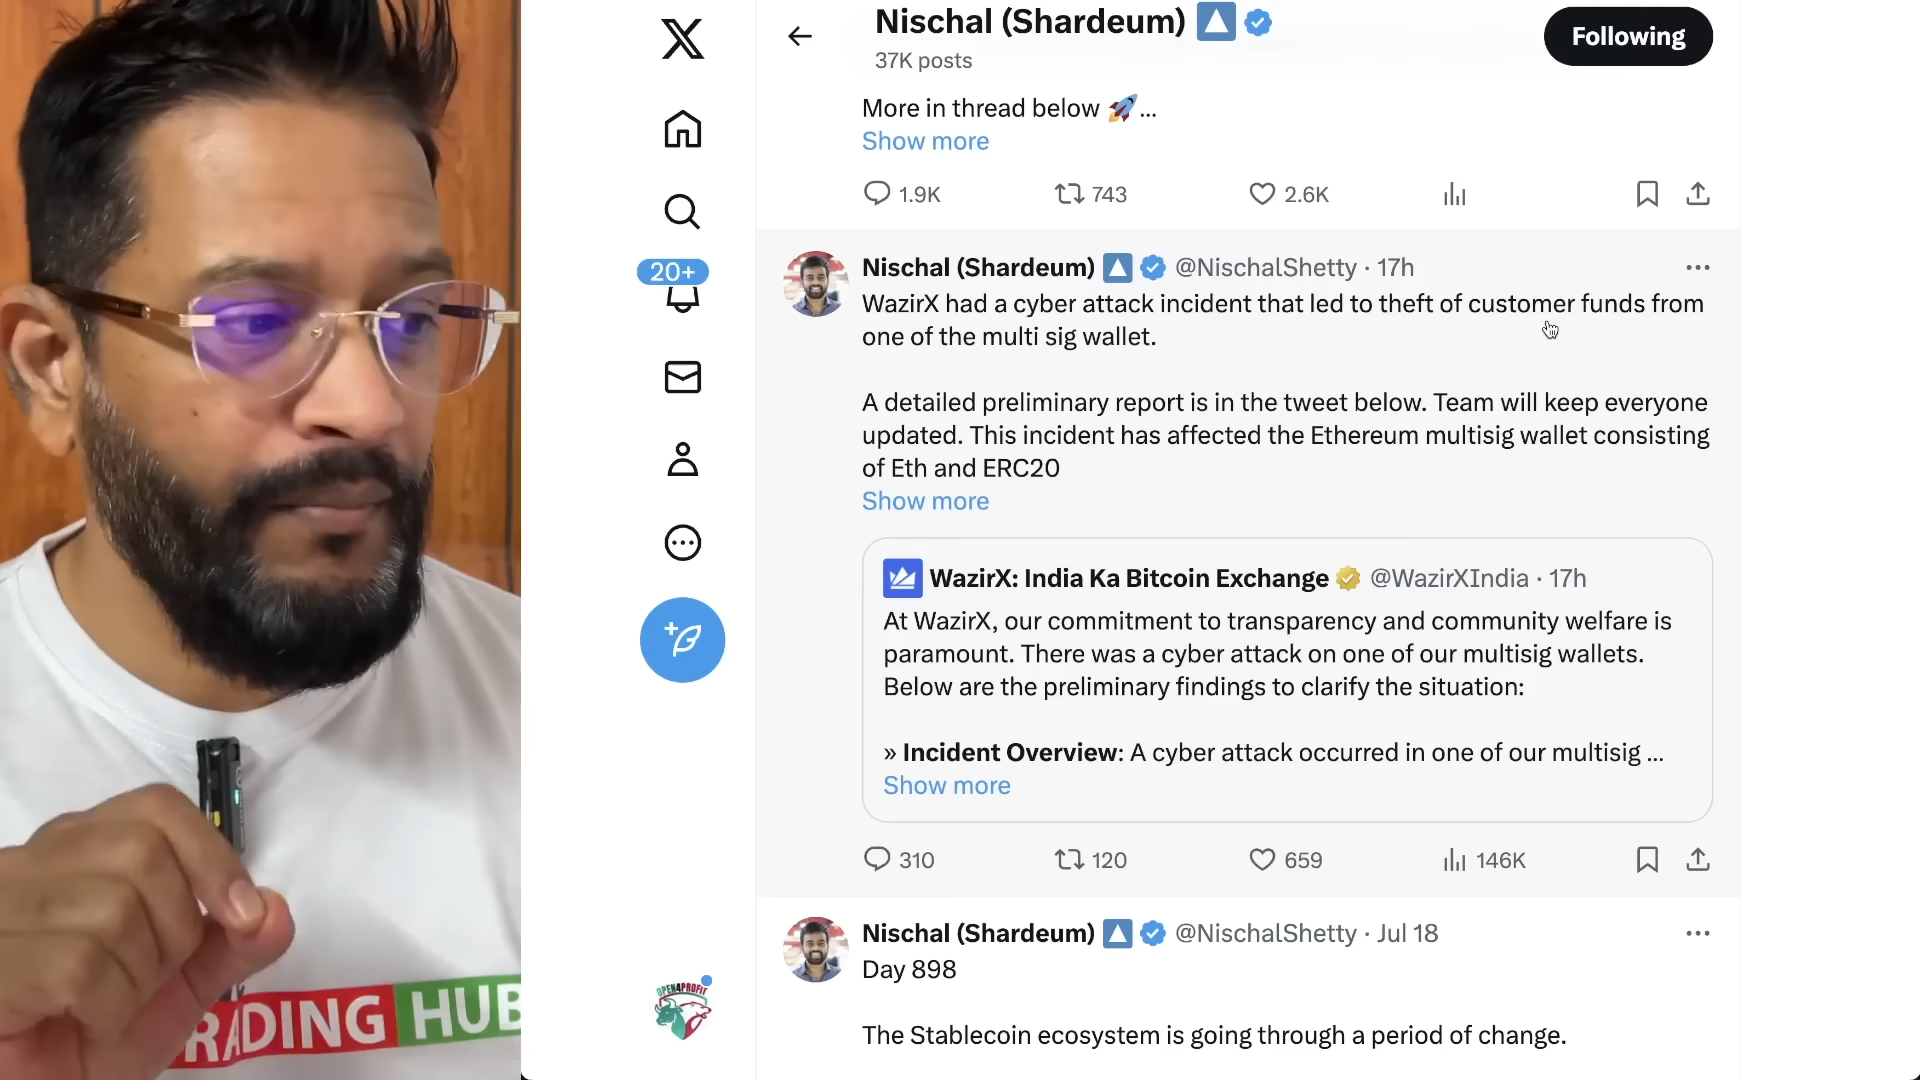 Nischal (Shardeum)
37K posts
Following
More in thread below 🚀...
Show more
1.9K 743 2.6K
20+
Nischal (Shardeum) @NischalShetty · 17h
WazirX had a cyber attack incident that led to theft of customer funds from
one of the multi sig wallet.
A detailed preliminary report is in the tweet below. Team will keep everyone
updated. This incident has affected the Ethereum multisig wallet consisting
of Eth and ERC20
Show more
WazirX: India Ka Bitcoin Exchange @WazirXIndia · 17h
At WazirX, our commitment to transparency and community welfare is
paramount. There was a cyber attack on one of our multisig wallets.
Below are the preliminary findings to clarify the situation:
» Incident Overview: A cyber attack occurred in one of our multisig ...
Show more
310 120 659 146K
Nischal (Shardeum) @NischalShetty · Jul 18
Day 898
The Stablecoin ecosystem is going through a period of change.
OPEN4PROFIT
RADING HUB